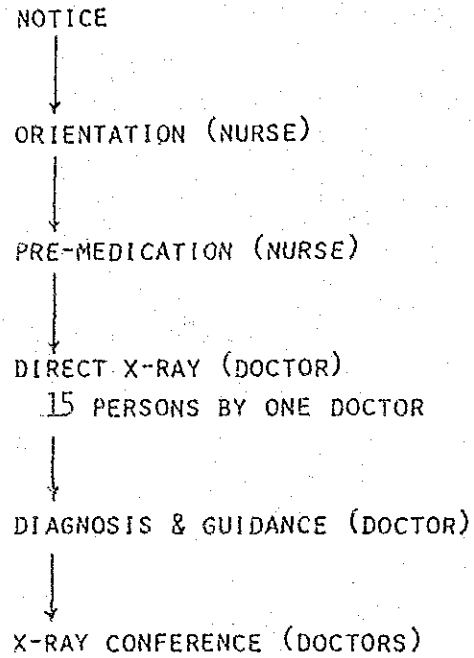 NOTICE
ORIENTATION (NURSE)
PRE-MEDICATION (NURSE)
DIRECT X-RAY (DOCTOR)
15 PERSONS BY ONE DOCTOR
DIAGNOSIS & GUIDANCE (DOCTOR)
X-RAY CONFERENCE (DOCTORS)